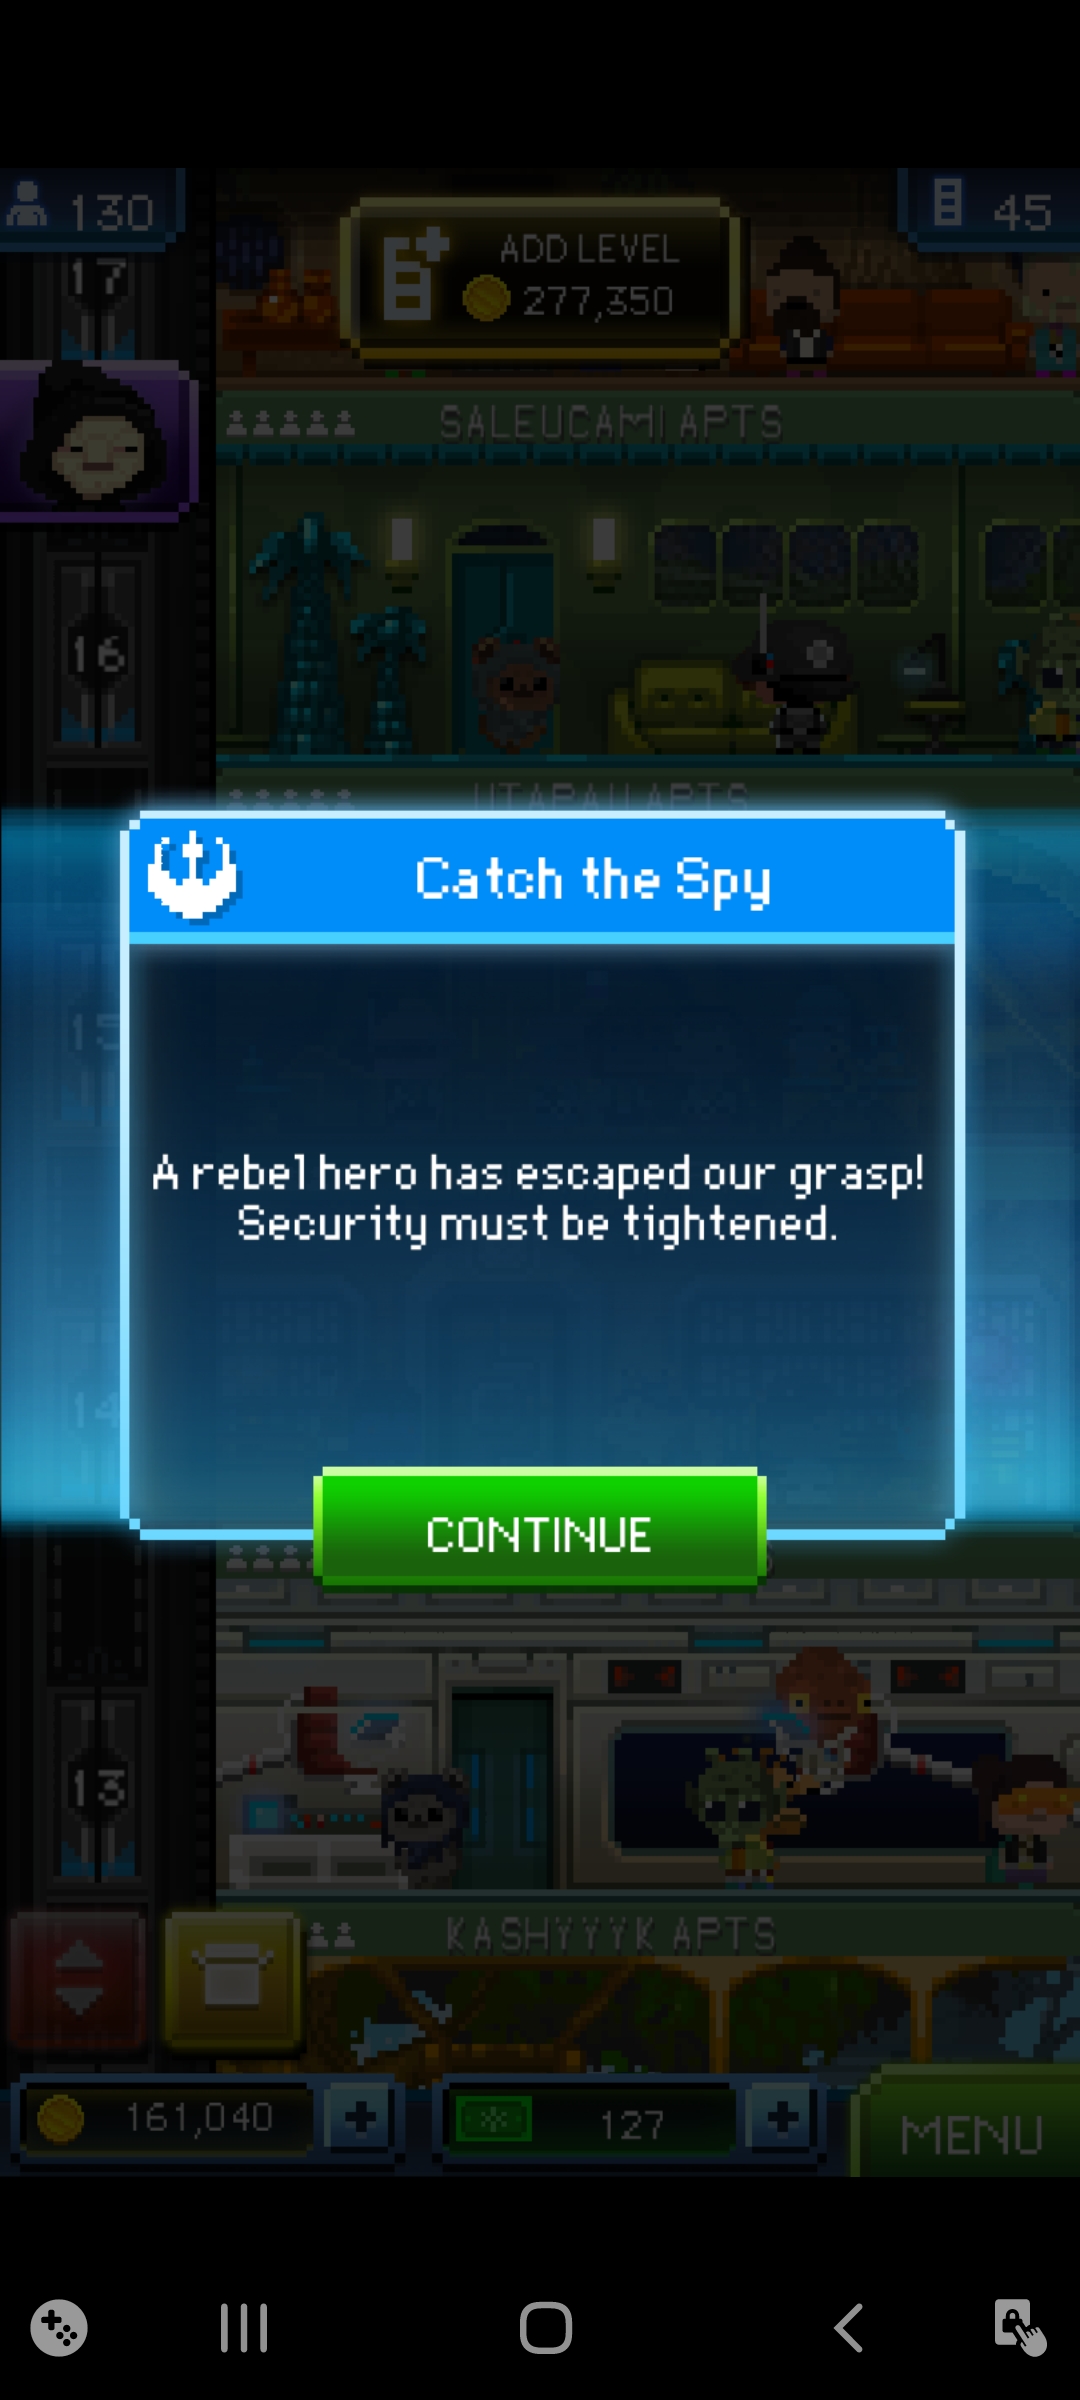 130
45
17
ADD LEVEL
277,350
SALEUCAMI APTS
16
UTAPAU APTS
Catch the Spy
15
A rebel hero has escaped our grasp!
Security must be tightened.
14
CONTINUE
13
KASHYYYK APTS
161,040
127
MENU